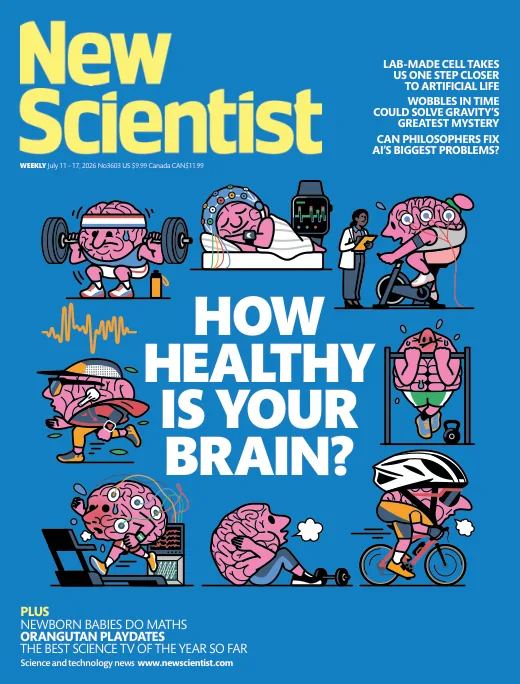 New
Scientist
WEEKLY July 11 - 17, 2026 No3603 US $9.99 Canada CAN$11.99
LAB-MADE CELL TAKES
US ONE STEP CLOSER
TO ARTIFICIAL LIFE
WOBBLES IN TIME
COULD SOLVE GRAVITY'S
GREATEST MYSTERY
CAN PHILOSOPHERS FIX
AI'S BIGGEST PROBLEMS?
HOW
HEALTHY
IS YOUR
BRAIN?
PLUS
NEWBORN BABIES DO MATHS
ORANGUTAN PLAYDATES
THE BEST SCIENCE TV OF THE YEAR SO FAR
Science and technology news www.newscientist.com